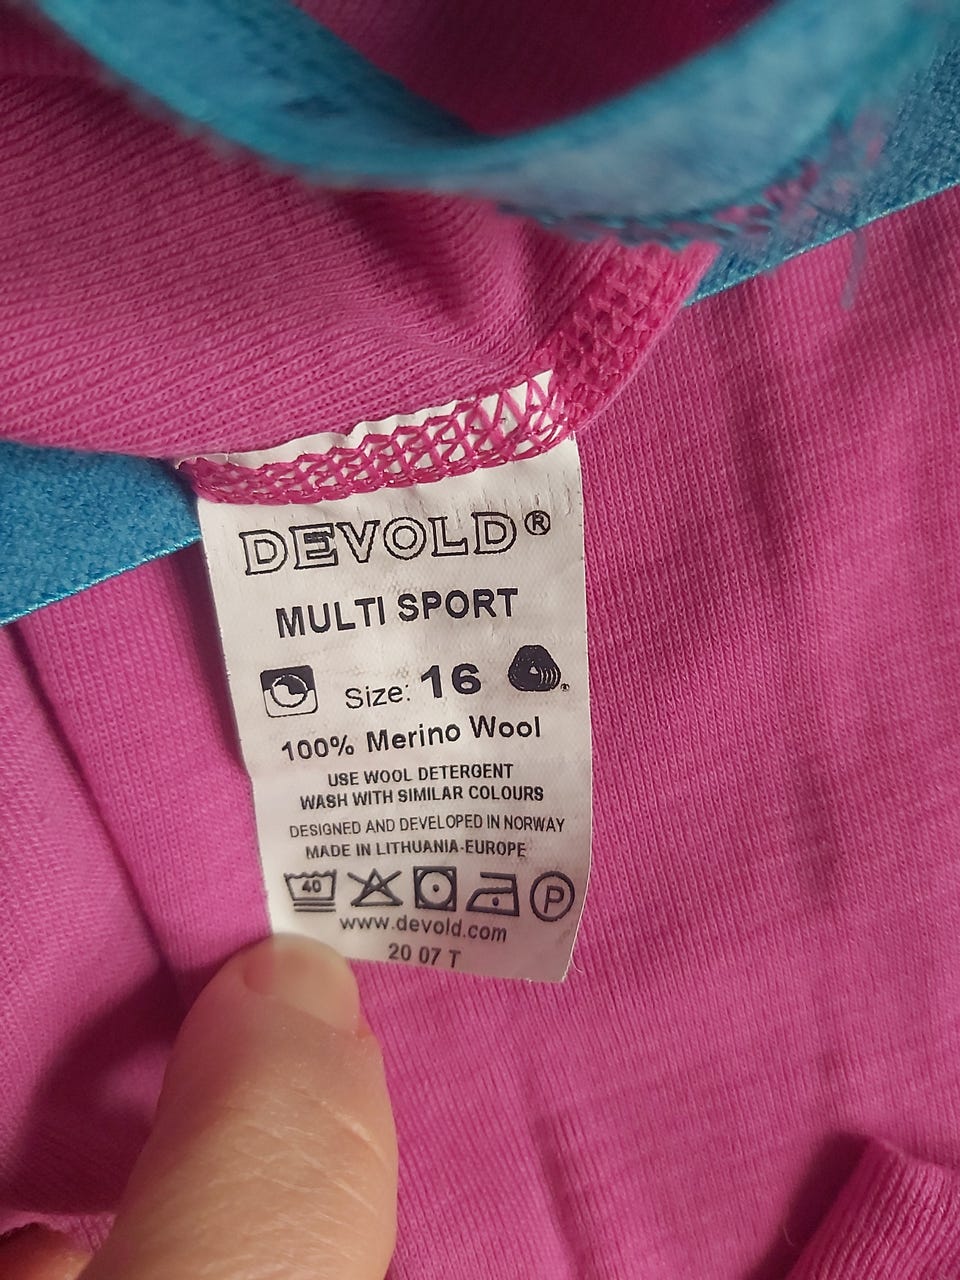 DEVOLD®
MULTI SPORT
Size: 16
100% Merino Wool
USE WOOL DETERGENT
WASH WITH SIMILAR COLOURS
DESIGNED AND DEVELOPED IN NORWAY
MADE IN LITHUANIA-EUROPE
40 P
www.devold.com
20 07 T